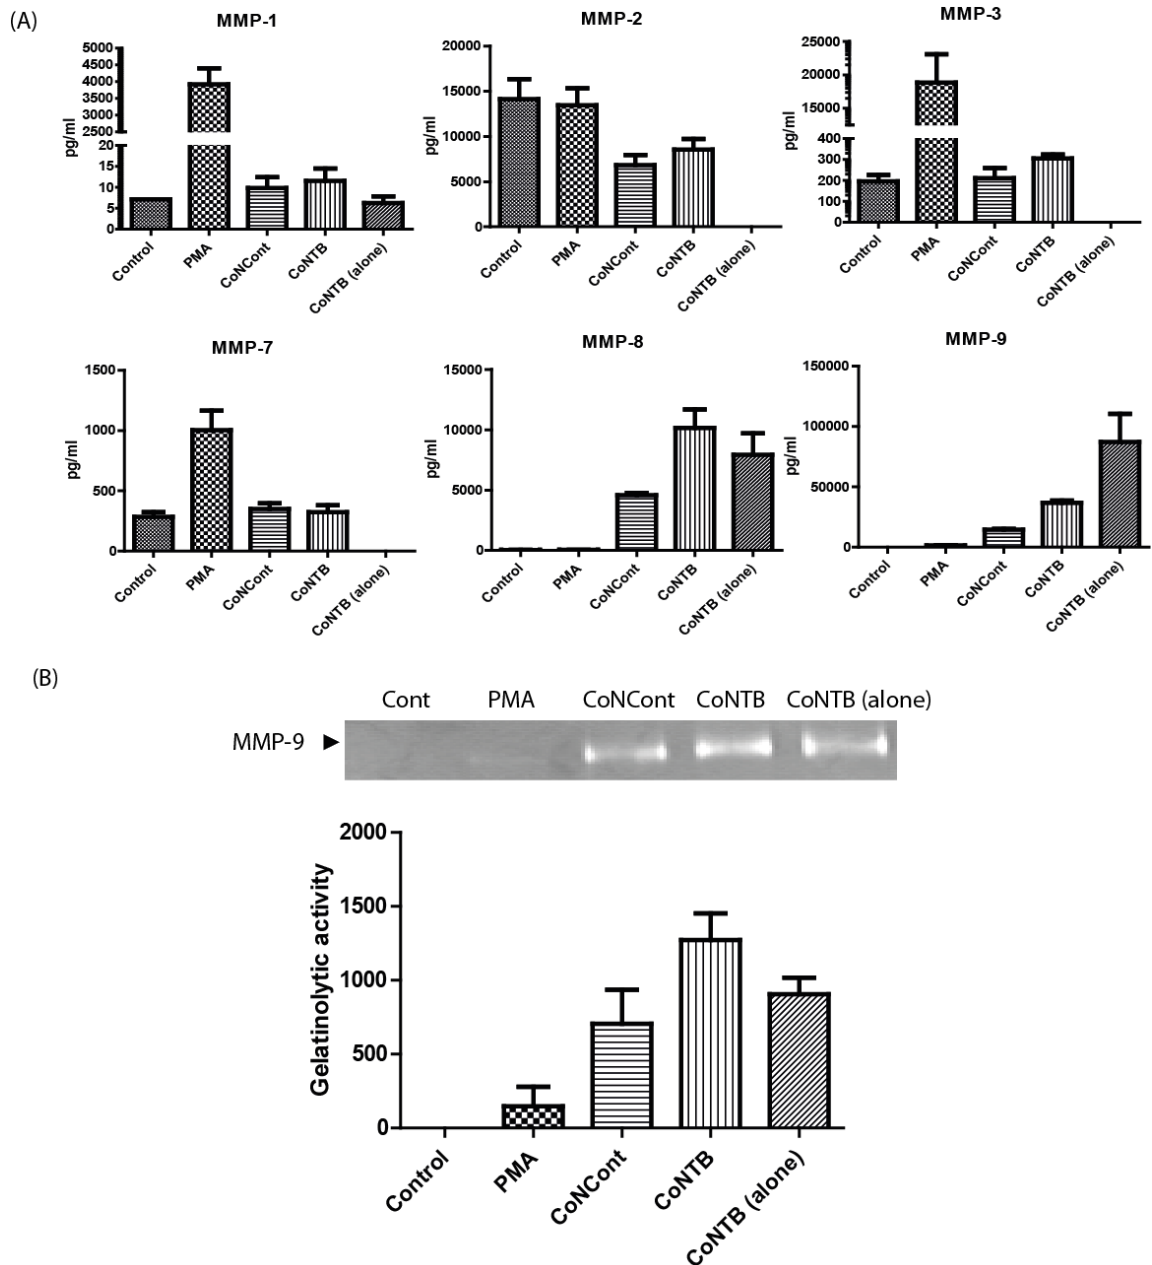 (A)
MMP-1
pg/ml
5000
4500
4000
3500
3000
2500
20
15
10
5
0
Control
PMA
CoNCont
CoNTB
CoNTB (alone)
MMP-2
pg/ml
20000
15000
10000
5000
0
Control
PMA
CoNCont
CoNTB
CoNTB (alone)
MMP-3
pg/ml
25000
20000
15000
400
300
200
100
0
Control
PMA
CoNCont
CoNTB
CoNTB (alone)
MMP-7
pg/ml
1500
1000
500
0
Control
PMA
CoNCont
CoNTB
CoNTB (alone)
MMP-8
pg/ml
15000
10000
5000
0
Control
PMA
CoNCont
CoNTB
CoNTB (alone)
MMP-9
pg/ml
150000
100000
50000
0
Control
PMA
CoNCont
CoNTB
CoNTB (alone)
(B)
Cont PMA CoNCont CoNTB CoNTB (alone)
MMP-9 ►
Gelatinolytic activity
2000
1500
1000
500
0
Control
PMA
CoNCont
CoNTB
CoNTB (alone)